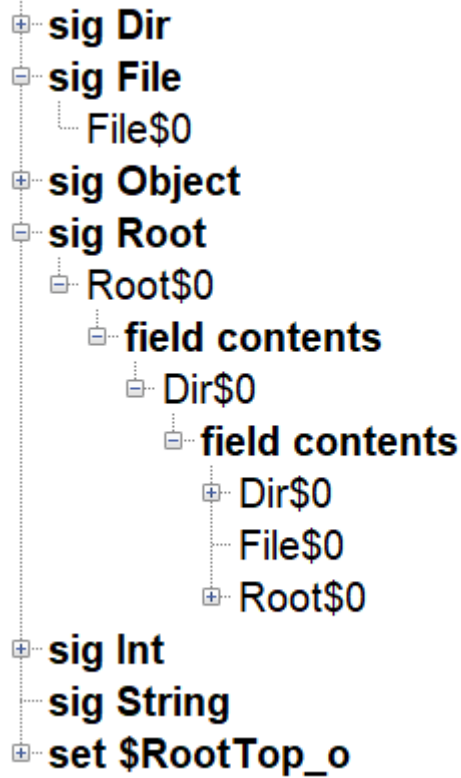 sig Dir
sig File
File$0
sig Object
sig Root
Root$0
field contents
Dir$0
field contents
Dir$0
File$0
Root$0
sig Int
sig String
set $RootTop_o